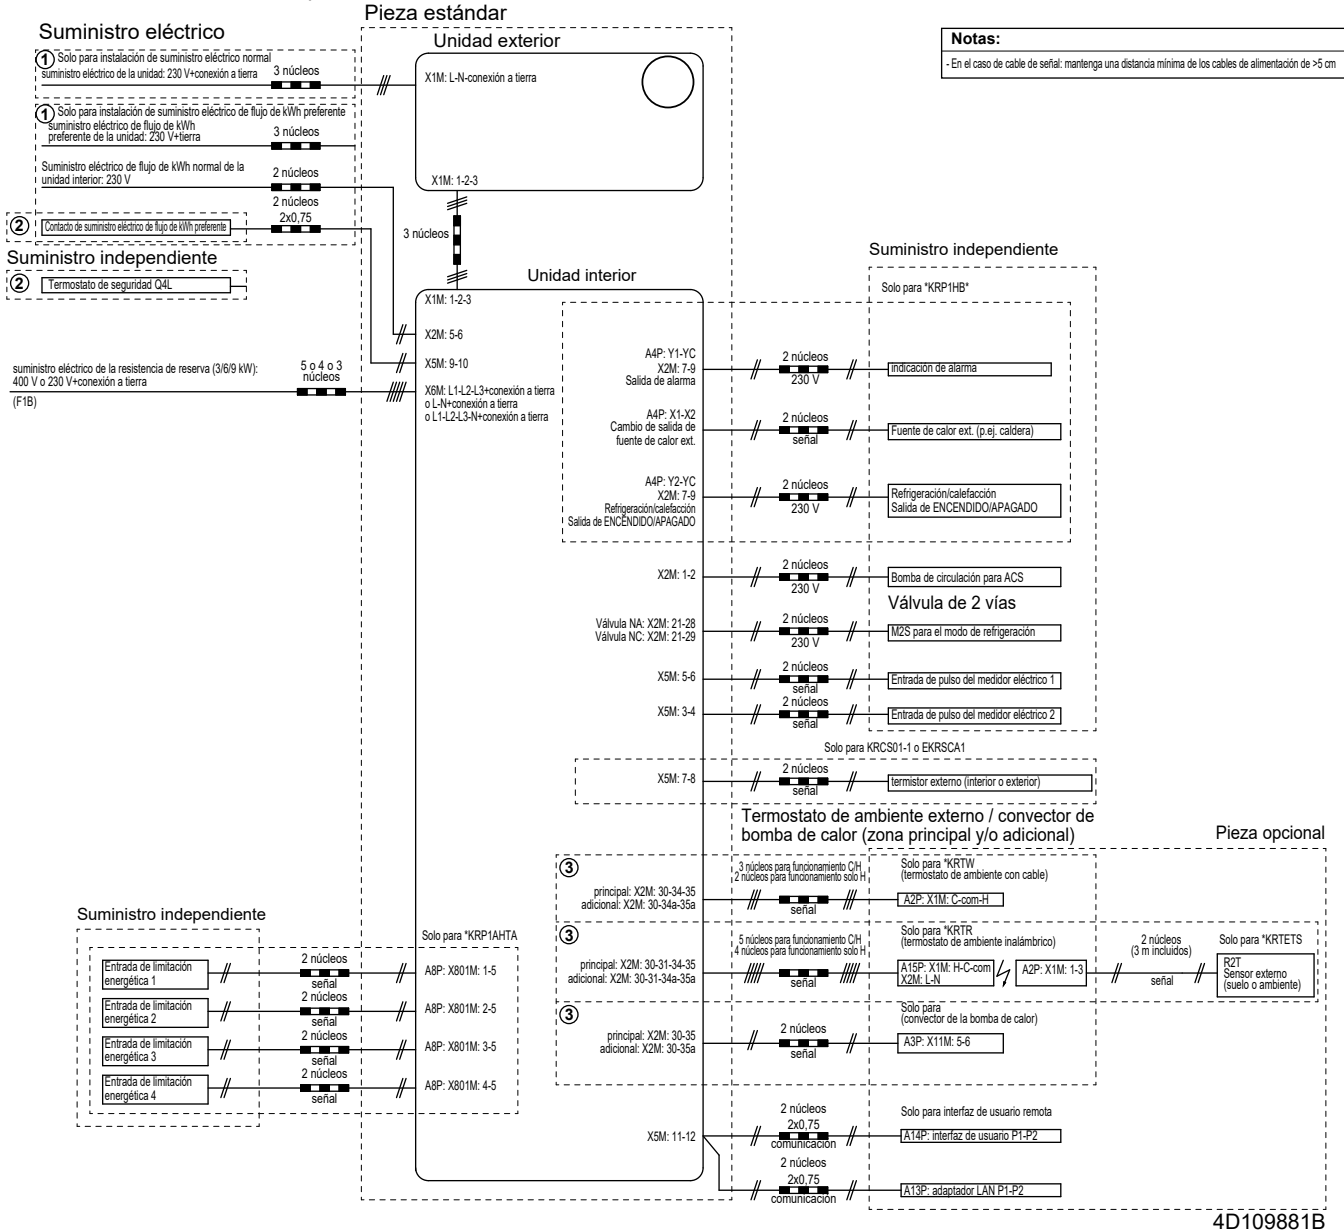 Pieza estándar
Suministro eléctrico
Unidad exterior
Notas:
- En el caso de cable de señal: mantenga una distancia mínima de los cables de alimentación de >5 cm
1 Solo para instalación de suministro eléctrico normal
suministro eléctrico de la unidad: 230 V+conexión a tierra
3 núcleos
X1M: L-N-conexión a tierra
1 Solo para instalación de suministro eléctrico de flujo de kWh preferente
suministro eléctrico de flujo de kWh
preferente de la unidad: 230 V+tierra
3 núcleos
Suministro eléctrico de flujo de kWh normal de la
unidad interior: 230 V
2 núcleos
X1M: 1-2-3
2 núcleos
2x0,75
2 Contacto de suministro eléctrico de flujo de kWh preferente
3 núcleos
Suministro independiente
2 Termostato de seguridad Q4L
Unidad interior
X1M: 1-2-3
X2M: 5-6
X5M: 9-10
suministro eléctrico de la resistencia de reserva (3/6/9 kW):
400 V o 230 V+conexión a tierra
(F1B)
5 o 4 o 3
núcleos
X6M: L1-L2-L3+conexión a tierra
o L-N+conexión a tierra
o L1-L2-L3-N+conexión a tierra
Suministro independiente
Solo para *KRP1HB*
A4P: Y1-YC
X2M: 7-9
Salida de alarma
2 núcleos
230 V
indicación de alarma
A4P: X1-X2
Cambio de salida de
fuente de calor ext.
2 núcleos
señal
Fuente de calor ext. (p.ej. caldera)
A4P: Y2-YC
X2M: 7-9
Refrigeración/calefacción
Salida de ENCENDIDO/APAGADO
2 núcleos
230 V
Refrigeración/calefacción
Salida de ENCENDIDO/APAGADO
X2M: 1-2
2 núcleos
230 V
Bomba de circulación para ACS
Válvula de 2 vías
Válvula NA: X2M: 21-28
Válvula NC: X2M: 21-29
2 núcleos
230 V
M2S para el modo de refrigeración
X5M: 5-6
2 núcleos
señal
Entrada de pulso del medidor eléctrico 1
X5M: 3-4
2 núcleos
señal
Entrada de pulso del medidor eléctrico 2
Solo para KRCS01-1 o EKRSCA1
X5M: 7-8
2 núcleos
señal
termistor externo (interior o exterior)
Termostato de ambiente externo / convector de
bomba de calor (zona principal y/o adicional)
Pieza opcional
3
principal: X2M: 30-34-35
adicional: X2M: 30-34a-35a
3 núcleos para funcionamiento C/H
2 núcleos para funcionamiento solo H
señal
Solo para *KRTW
(termostato de ambiente con cable)
A2P: X1M: C-com-H
3
principal: X2M: 30-31-34-35
adicional: X2M: 30-31-34a-35a
5 núcleos para funcionamiento C/H
4 núcleos para funcionamiento solo H
señal
Solo para *KRTR
(termostato de ambiente inalámbrico)
A15P: X1M: H-C-com
X2M: L-N
A2P: X1M: 1-3
2 núcleos
(3 m incluidos)
señal
Solo para *KRTETS
R2T
Sensor externo
(suelo o ambiente)
3
principal: X2M: 30-35
adicional: X2M: 30-35a
2 núcleos
señal
Solo para
(convector de la bomba de calor)
A3P: X11M: 5-6
Suministro independiente
Solo para *KRP1AHTA
Entrada de limitación
energética 1
2 núcleos
señal
A8P: X801M: 1-5
Entrada de limitación
energética 2
2 núcleos
señal
A8P: X801M: 2-5
Entrada de limitación
energética 3
2 núcleos
señal
A8P: X801M: 3-5
Entrada de limitación
energética 4
2 núcleos
señal
A8P: X801M: 4-5
X5M: 11-12
2 núcleos
2x0,75
comunicación
Solo para interfaz de usuario remota
A14P: interfaz de usuario P1-P2
2 núcleos
2x0,75
comunicación
A13P: adaptador LAN P1-P2
4D109881B